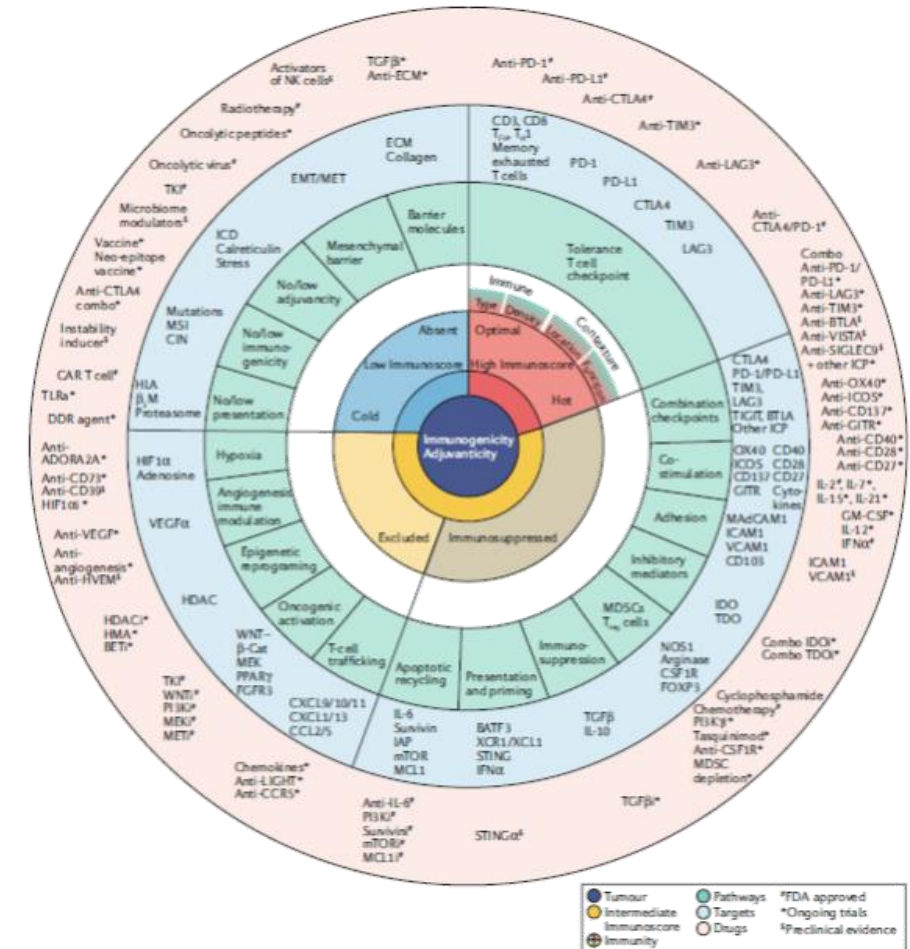 Activators
of NK cells§
TGFβi*
Anti-ECM*
Anti-PD-1#
Anti-PD-L1#
Anti-CTLA4*
Anti-TIM3*
Anti-LAG3*
Anti-
CTLA4/PD-1#
Combo
Anti-PD-1/
PD-L1*
Anti-LAG3*
Anti-TIM3*
Anti-BTLA§
Anti-VISTA§
Anti-SIGLEC9§
+ other ICP*
Anti-OX40*
Anti-ICOS*
Anti-CD137*
Anti-GITR*
Anti-CD40*
Anti-CD28*
Anti-CD27*
IL-2#, IL-7*,
IL-15*, IL-21*
GM-CSF*
IL-12*
IFNα#
ICAM1
VCAM1§
Combo IDOi*
Combo TDOi*
Cyclophosphamide
Chemotherapy#
Tasquinimod*
Anti-CSF1R*
MDSC
depletion*
TGFβi*
STINGα§
Anti-IL-6#
PI3Ki#
Survivini#
mTORi#
MCL1i#
Chemokines*
Anti-LIGHT*
Anti-CCR5*
TKI#
WNTi*
PI3Ki#
MEKi#
METi#
HDACi*
HMA*
BETi*
Anti-VEGF*
Anti-
angiogenesis*
Anti-HVEM§
Anti-
ADORA2A*
Anti-CD73*
Anti-CD39§
DDR agent*
TLRa*
CAR T cell#
Instability
inducer§
Anti-CTLA4
combo*
Vaccine*
Neo-epitope
vaccine*
Microbiome
modulators§
TKI#
Oncolytic virus#
Oncolytic peptides*
Radiotherapy#
ECM
Collagen
EMT/MET
ICD
Calreticulin
Stress
Mutations
MSI
CIN
HLA
β2M
Proteasome
HIF1α
Adenosine
VEGFα
HDAC
WNT–
β-Cat
MEK
PPARγ
FGFR3
CXCL9/10/11
CXCL1/13
CCL2/5
IL-6
Survivin
IAP
mTOR
MCL1
BATF3
XCR1/XCL1
STING
IFNα
TGFβ
IL-10
NOS1
Arginase
CSF1R
FOXP3
IDO
TDO
MAdCAM1
ICAM1
VCAM1
CD103
OX40 CD40
ICOS CD28
CD137 CD27
GITR Cyto-
kines
CTLA4
PD-1/PD-L1
TIM3,
LAG3
TIGIT, BTLA
Other ICP
CD3, CD8
Memory
exhausted
T cells
PD-1
PD-L1
CTLA4
TIM3
LAG3
Barrier
molecules
Mesenchymal
barrier
No/low
adjuvancity
No/low
immuno-
genicity
No/low
presentation
Hypoxia
Angiogenesis
immune
modulation
Epigenetic
reprograming
Oncogenic
activation
T-cell
trafficking
Apoptotic
recycling
Presentation
and priming
Immuno-
suppression
MDSCs
Treg cells
Inhibitory
mediators
Adhesion
Co-
stimulation
Combination
checkpoints
Tolerance
T cell
checkpoint
Immune
Contexture
Type
Density
Location
Absent
Low Immunoscore
Cold
Optimal
High Immunoscore
Hot
Immunogenicity
Adjuvanticity
Excluded
Immunosuppressed
Tumour
Intermediate
Immunoscore
Immunity
Pathways
Targets
Drugs
#FDA approved
*Ongoing trials
§Preclinical evidence